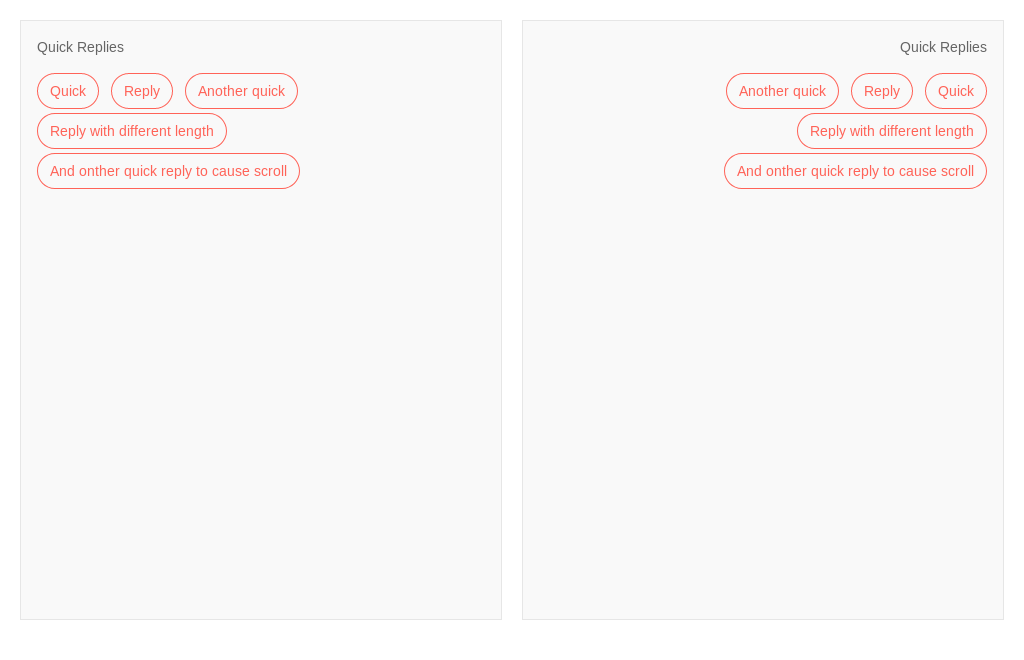 Quick Replies
Quick Reply Another quick
Reply with different length
And onther quick reply to cause scroll
Quick Replies
Another quick Reply Quick
Reply with different length
And onther quick reply to cause scroll